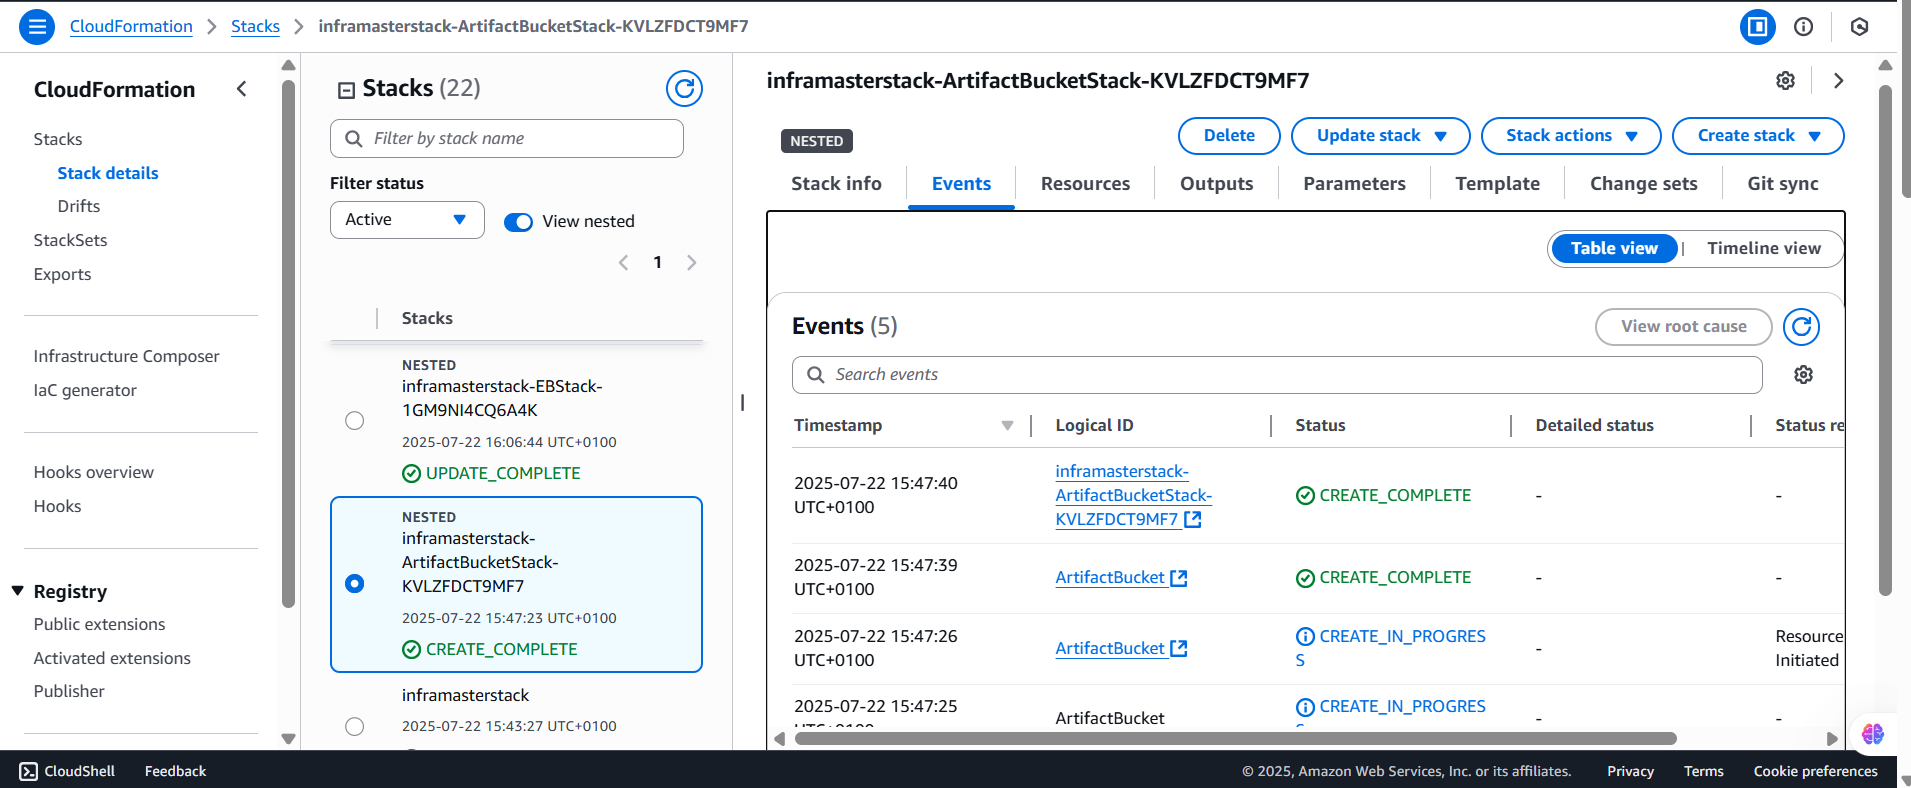 CloudFormation
Stacks
inframasterstack-ArtifactBucketStack-KVLZFDCT9MF7
CloudFormation
Stacks
Stack details
Drifts
StackSets
Exports
Infrastructure Composer
IaC generator
Hooks overview
Hooks
Registry
Public extensions
Activated extensions
Publisher
Stacks (22)
Filter by stack name
Filter status
Active
View nested
1
Stacks
NESTED
inframasterstack-EBStack-
1GM9NI4CQ6A4K
2025-07-22 16:06:44 UTC+0100
UPDATE_COMPLETE
NESTED
inframasterstack-
ArtifactBucketStack-
KVLZFDCT9MF7
2025-07-22 15:47:23 UTC+0100
CREATE_COMPLETE
inframasterstack
2025-07-22 15:43:27 UTC+0100
inframasterstack-ArtifactBucketStack-KVLZFDCT9MF7
NESTED
Delete
Update stack
Stack actions
Create stack
Stack info
Events
Resources
Outputs
Parameters
Template
Change sets
Git sync
Table view | Timeline view
Events (5)
View root cause
Search events
Timestamp
Logical ID
Status
Detailed status
Status re
2025-07-22 15:47:40
UTC+0100
inframasterstack-
ArtifactBucketStack-
KVLZFDCT9MF7
CREATE_COMPLETE
-
-
2025-07-22 15:47:39
UTC+0100
ArtifactBucket
CREATE_COMPLETE
-
-
2025-07-22 15:47:26
UTC+0100
ArtifactBucket
CREATE_IN_PROGRES
S
-
Resource
Initiated
2025-07-22 15:47:25
UTC+0100
ArtifactBucket
CREATE_IN_PROGRESS
-
-
CloudShell
Feedback
© 2025, Amazon Web Services, Inc. or its affiliates.
Privacy
Terms
Cookie preferences